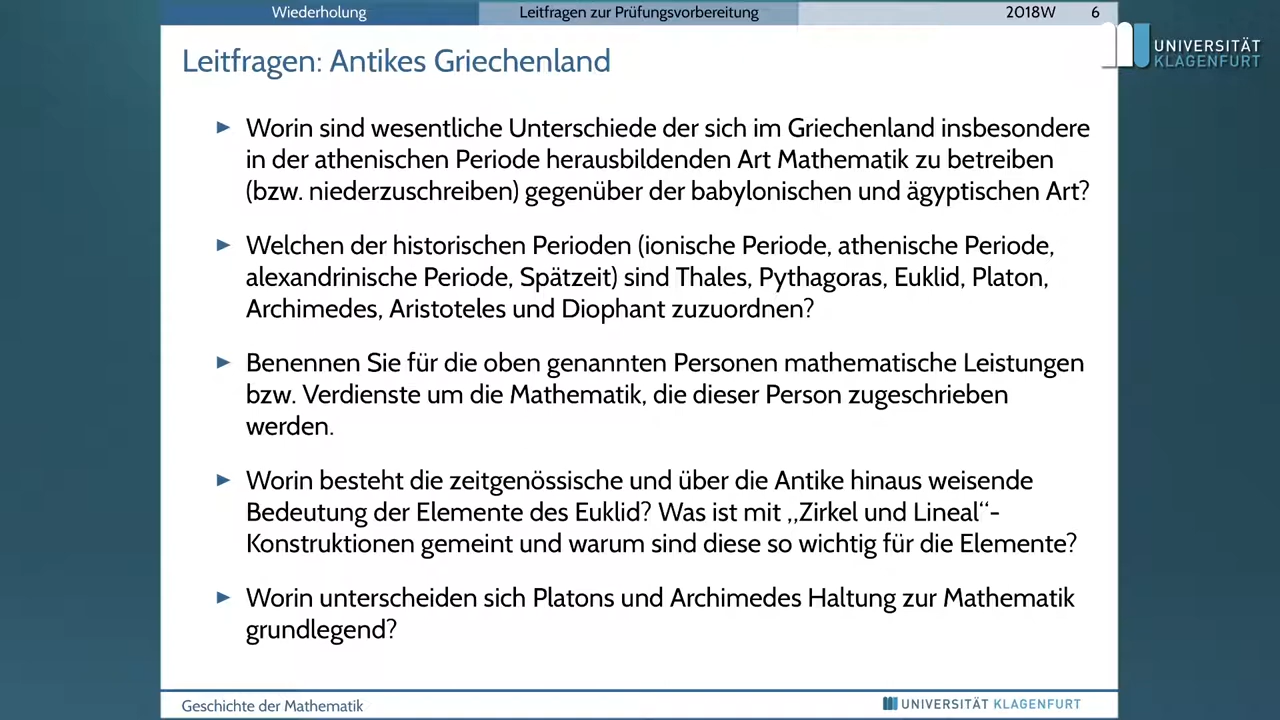 Wiederholung Leitfragen zur Prüfungsvorbereitung 2018W 6
UNIVERSITÄT
KLAGENFURT
Leitfragen: Antikes Griechenland
▶ Worin sind wesentliche Unterschiede der sich im Griechenland insbesondere
in der athenischen Periode herausbildenden Art Mathematik zu betreiben
(bzw. niederzuschreiben) gegenüber der babylonischen und ägyptischen Art?
▶ Welchen der historischen Perioden (ionische Periode, athenische Periode,
alexandrinische Periode, Spätzeit) sind Thales, Pythagoras, Euklid, Platon,
Archimedes, Aristoteles und Diophant zuzuordnen?
▶ Benennen Sie für die oben genannten Personen mathematische Leistungen
bzw. Verdienste um die Mathematik, die dieser Person zugeschrieben
werden.
▶ Worin besteht die zeitgenössische und über die Antike hinaus weisende
Bedeutung der Elemente des Euklid? Was ist mit „Zirkel und Lineal“-
Konstruktionen gemeint und warum sind diese so wichtig für die Elemente?
▶ Worin unterscheiden sich Platons und Archimedes Haltung zur Mathematik
grundlegend?
Geschichte der Mathematik UNIVERSITÄT KLAGENFURT